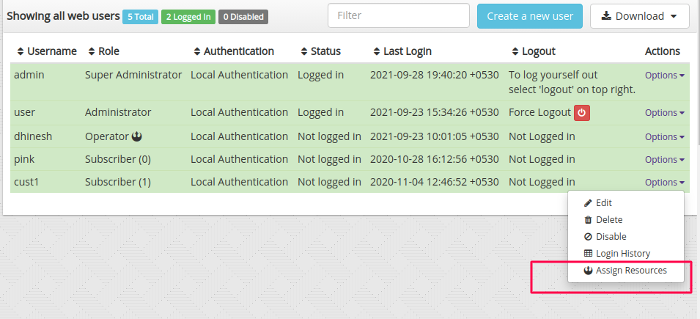 Showing all web users 5 Total 2 Logged in 0 Disabled Filter Create a new user Download
Username Role Authentication Status Last Login Logout Actions
admin Super Administrator Local Authentication Logged in 2021-09-28 19:40:20 +0530 To log yourself out Options
select 'logout' on top right.
user Administrator Local Authentication Logged in 2021-09-23 15:34:26 +0530 Force Logout Options
dhinesh Operator Local Authentication Not logged in 2021-09-23 10:01:05 +0530 Not Logged in Options
pink Subscriber (0) Local Authentication Not logged in 2020-10-28 16:12:56 +0530 Not Logged in Options
cust1 Subscriber (1) Local Authentication Not logged in 2020-11-04 12:46:52 +0530 Not Logged in Options
Edit
Delete
Disable
Login History
Assign Resources